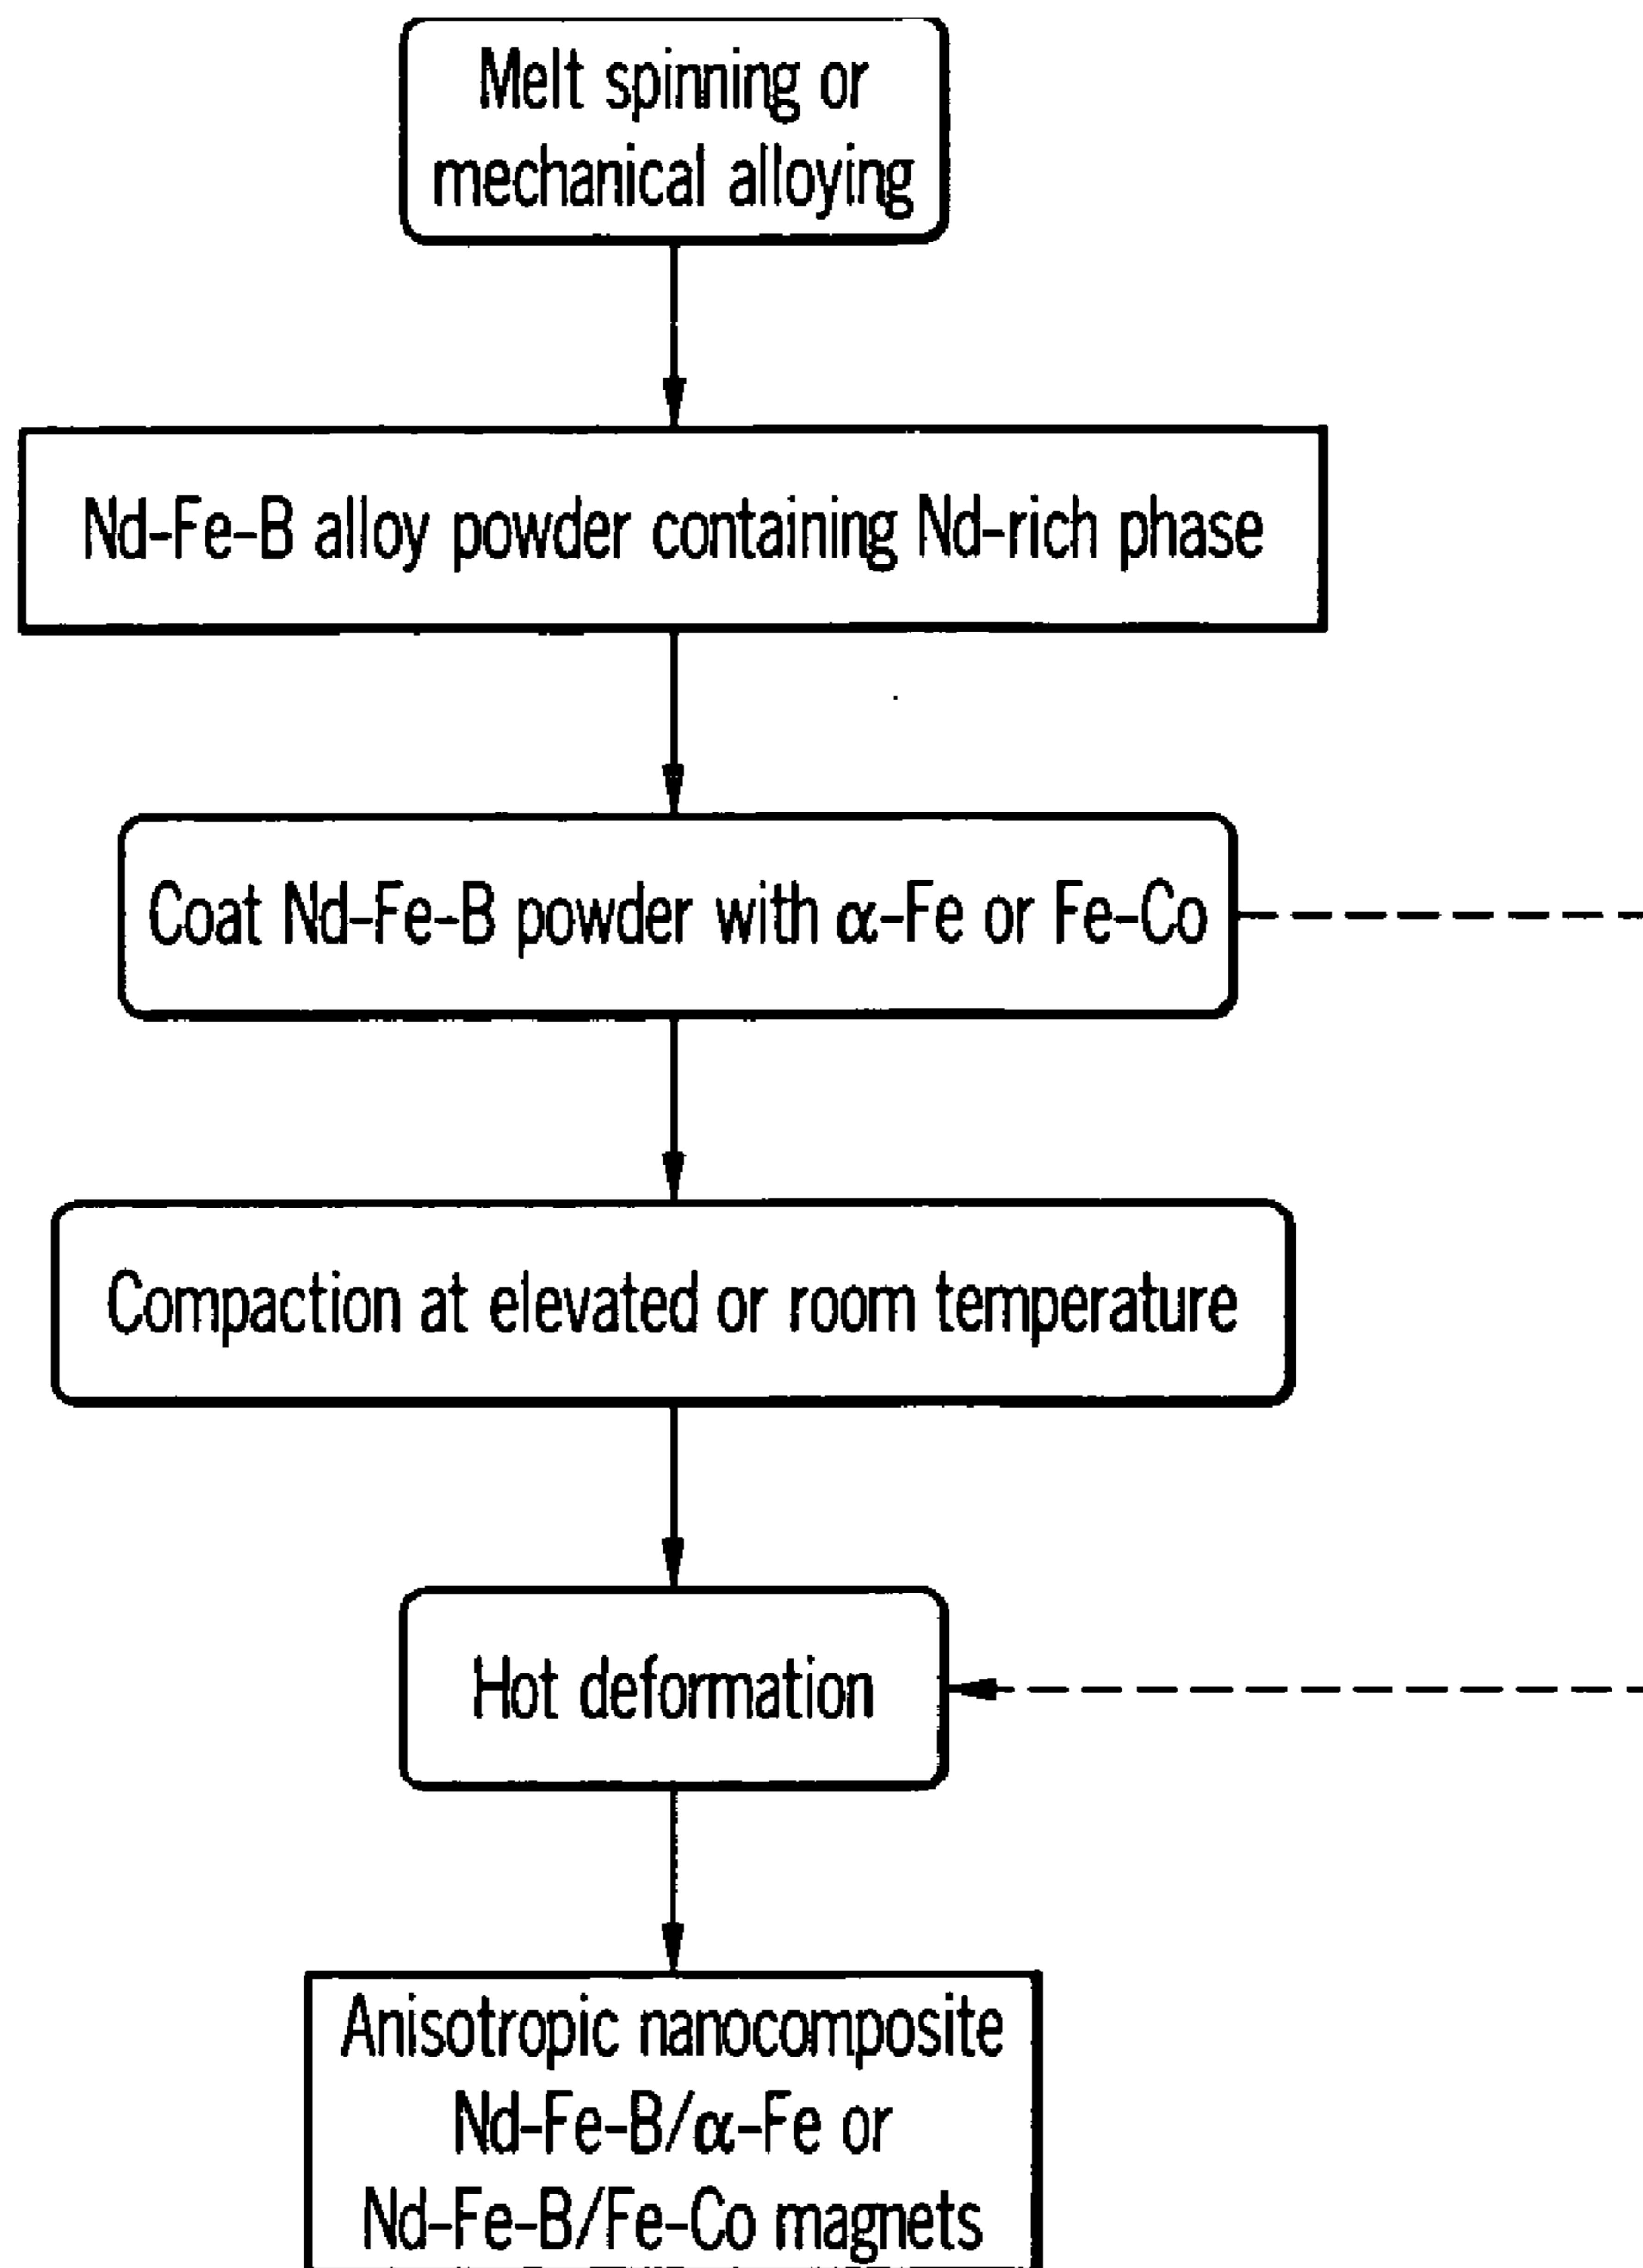 Melt spinning or
mechanical alloying
Nd-Fe-B alloy powder containing Nd-rich phase
Coat Nd-Fe-B powder with α-Fe or Fe-Co
Compaction at elevated or room temperature
Hot deformation
Anisotropic nanocomposite
Nd-Fe-B/α-Fe or
Nd-Fe-B/Fe-Co magnets